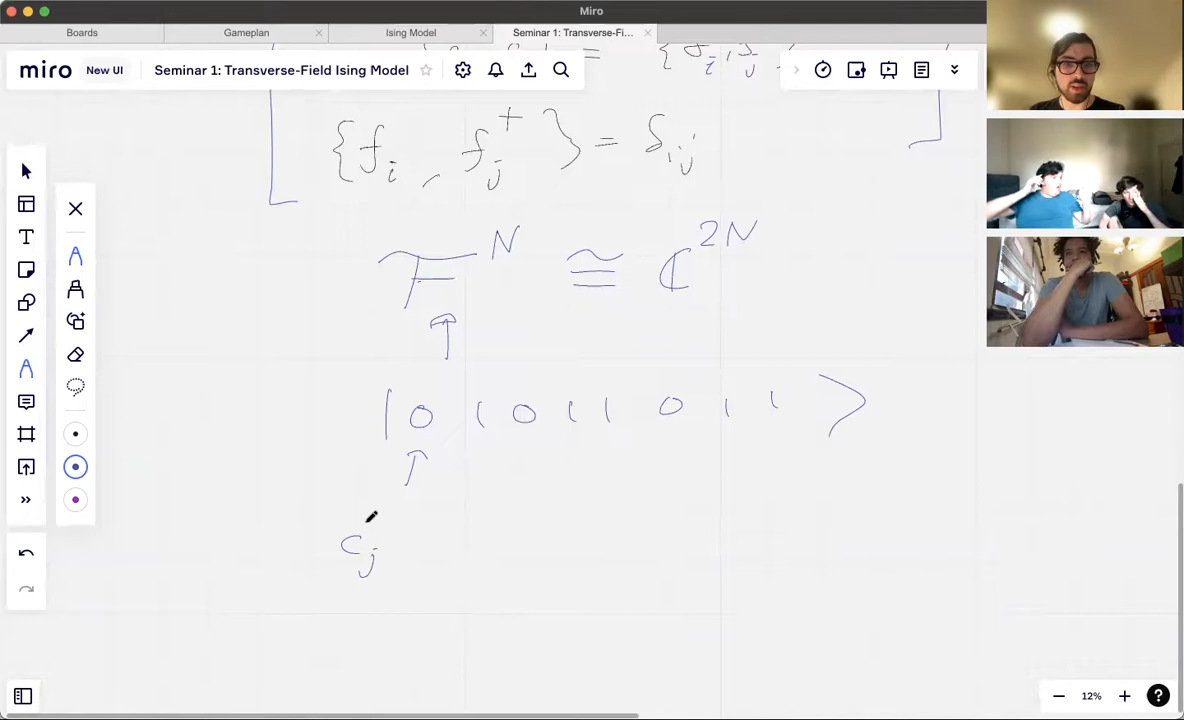 Miro
Boards
Gameplan
Ising Model
Seminar 1: Transverse-Fi...
miro
New UI
Seminar 1: Transverse-Field Ising Model
{f_i, f_j^+} = δ_ij
F^N ≅ ℂ^2N
|0 1 0 1 1 0 1 1 >
c_j
12%